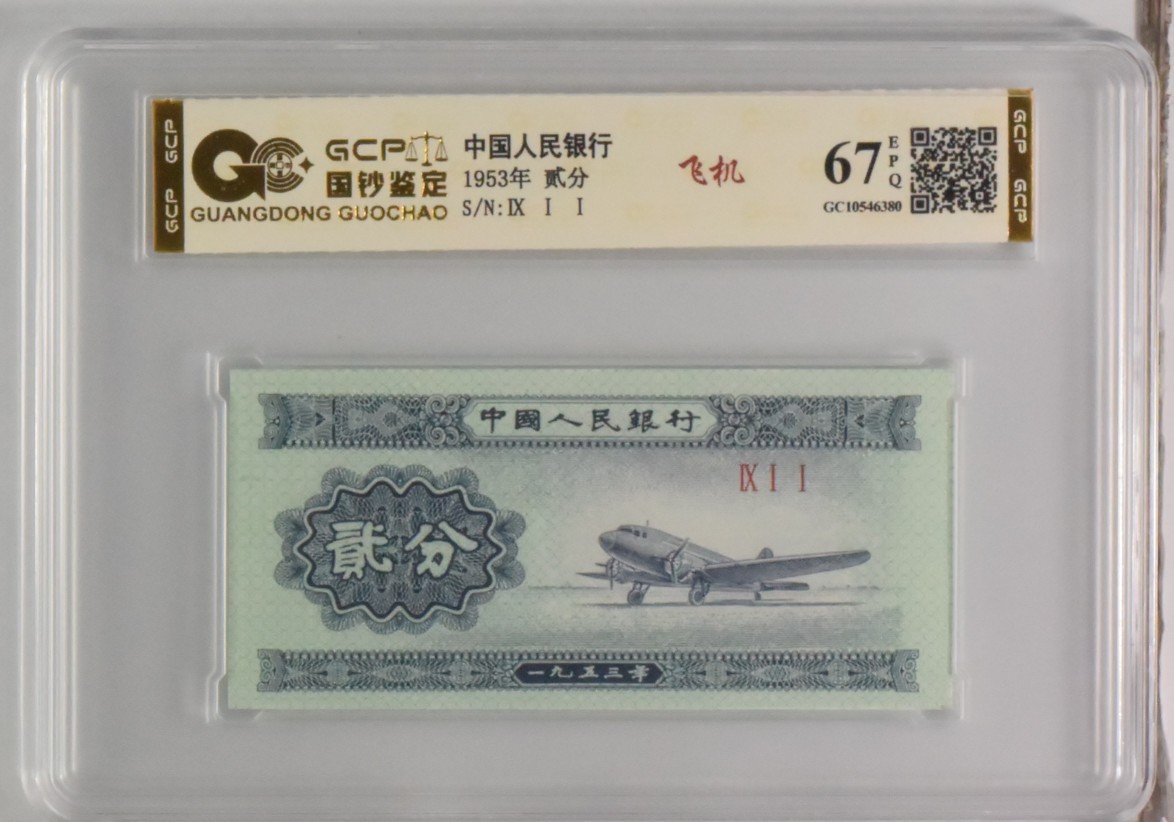 GCP
GCP
GCP
国钞鉴定
GUANGDONG GUOCHAO
中国人民银行
1953年 贰分
S/N:Ⅸ Ⅰ Ⅰ
飞机
67
EPQ
GC10546380
GCP
GCP
中國人民銀行
Ⅸ Ⅰ Ⅰ
貳分
一九五三年